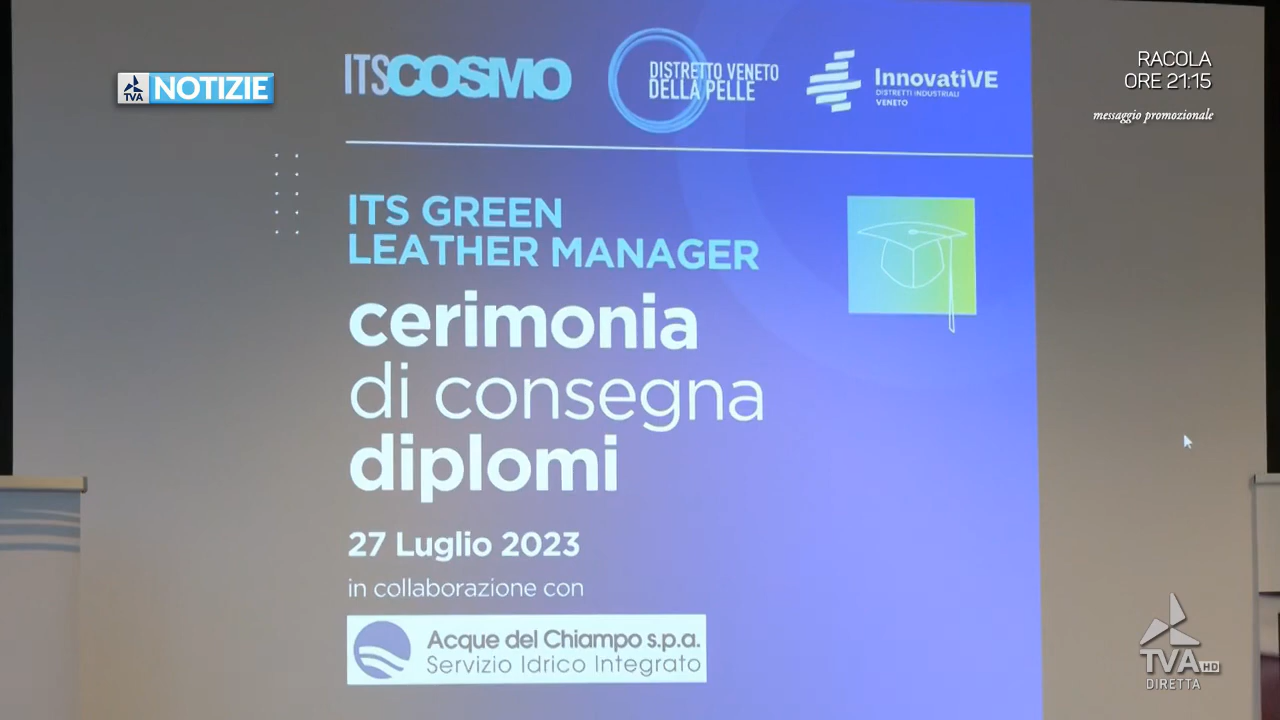 TVA NOTIZIE
ITSCOSMO
DISTRETTO VENETO
DELLA PELLE
InnovatiVE
DISTRETTI INDUSTRIALI
VENETO
RACOLA
ORE 21:15
messaggio promozionale
ITS GREEN
LEATHER MANAGER
cerimonia
di consegna
diplomi
27 Luglio 2023
in collaborazione con
Acque del Chiampo s.p.a.
Servizio Idrico Integrato
TVA HD
DIRETTA